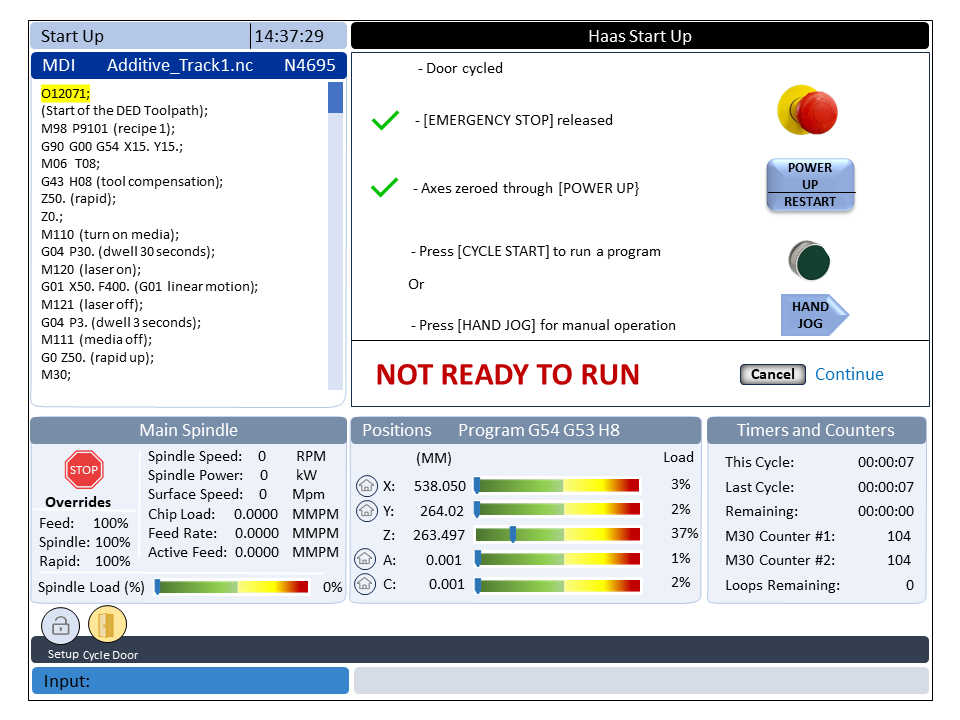 Start Up
14:37:29
Haas Start Up
MDI Additive_Track1.nc N4695
O12071;
(Start of the DED Toolpath);
M98 P9101 (recipe 1);
G90 G00 G54 X15. Y15.;
M06 T08;
G43 H08 (tool compensation);
Z50. (rapid);
Z0.;
M110 (turn on media);
G04 P30. (dwell 30 seconds);
M120 (laser on);
G01 X50. F400. (G01 linear motion);
M121 (laser off);
G04 P3. (dwell 3 seconds);
M111 (media off);
G0 Z50. (rapid up);
M30;
- Door cycled
- [EMERGENCY STOP] released
- Axes zeroed through [POWER UP}
POWER
UP
RESTART
- Press [CYCLE START] to run a program
Or
- Press [HAND JOG] for manual operation
HAND
JOG
NOT READY TO RUN
Cancel
Continue
Main Spindle
STOP
Overrides
Feed: 100%
Spindle: 100%
Rapid: 100%
Spindle Speed: 0 RPM
Spindle Power: 0 kW
Surface Speed: 0 Mpm
Chip Load: 0.0000 MMPM
Feed Rate: 0.0000 MMPM
Active Feed: 0.0000 MMPM
Spindle Load (%) 0%
Positions Program G54 G53 H8
(MM) Load
X: 538.050 3%
Y: 264.02 2%
Z: 263.497 37%
A: 0.001 1%
C: 0.001 2%
Timers and Counters
This Cycle: 00:00:07
Last Cycle: 00:00:07
Remaining: 00:00:00
M30 Counter #1: 104
M30 Counter #2: 104
Loops Remaining: 0
Setup Cycle Door
Input: